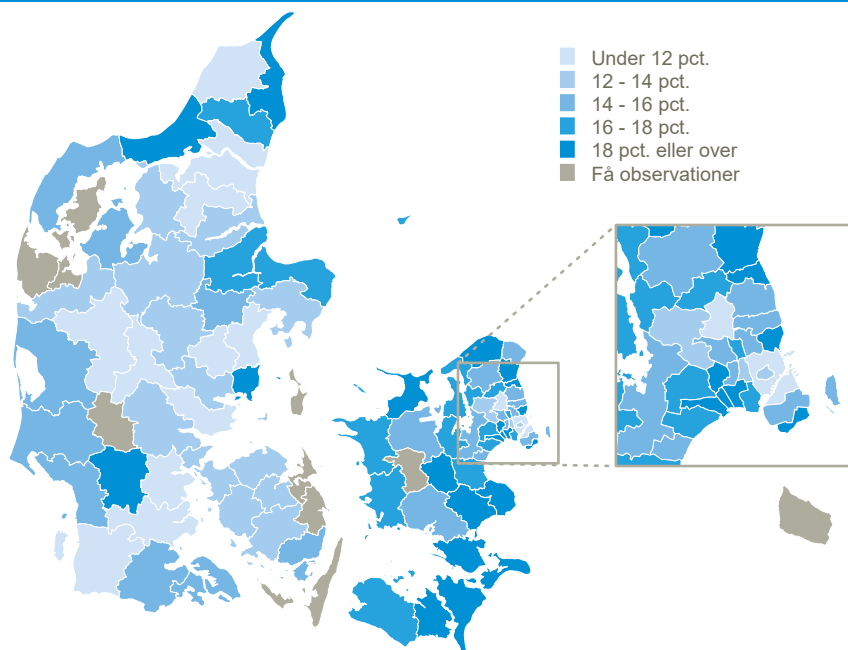 Under 12 pct.
12 - 14 pct.
14 - 16 pct.
16 - 18 pct.
18 pct. eller over
Få observationer